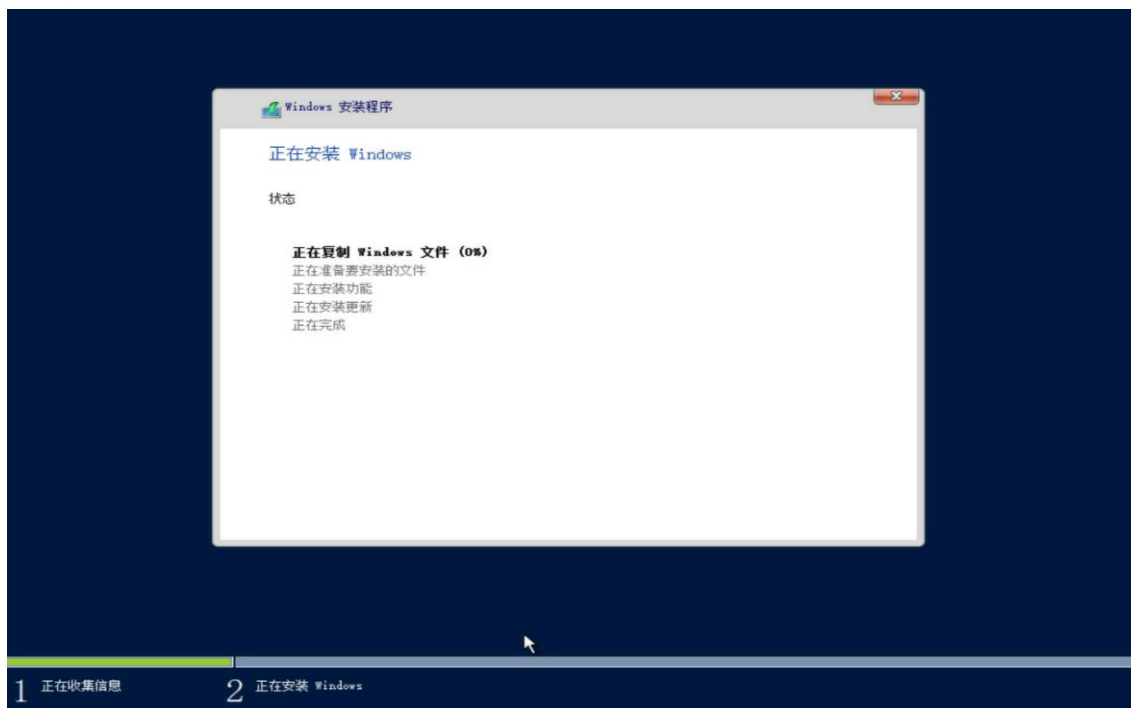 Windows 安装程序
正在安装 Windows
状态
正在复制 Windows 文件 (0%)
正在准备要安装的文件
正在安装功能
正在安装更新
正在完成
1 正在收集信息
2 正在安装 Windows